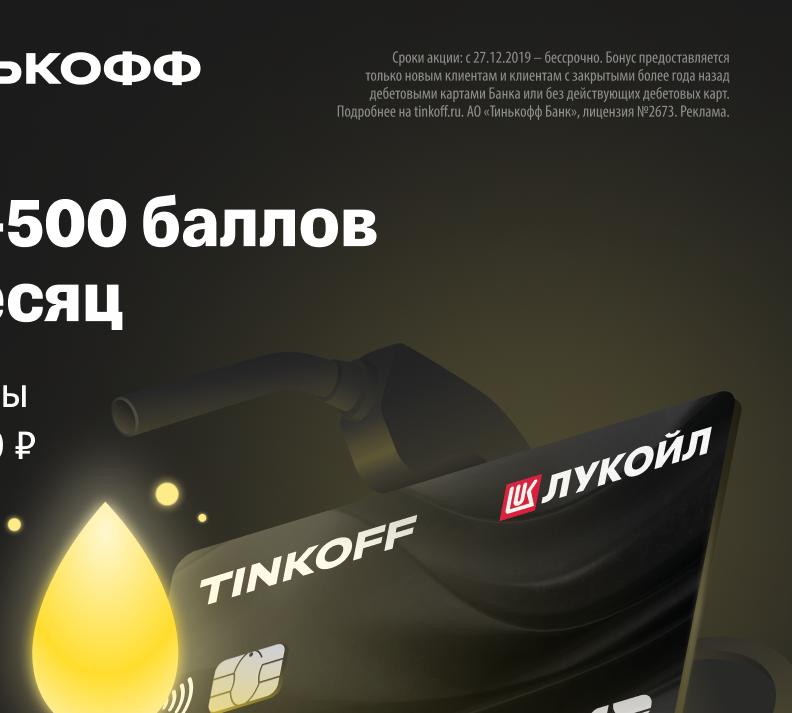 ЬКОФФ
Сроки акции: с 27.12.2019 – бессрочно. Бонус предоставляется
только новым клиентам и клиентам с закрытыми более года назад
дебетовыми картами Банка или без действующих дебетовых карт.
Подробнее на tinkoff.ru. АО «Тинькофф Банк», лицензия №2673. Реклама.
500 баллов
есяц
ы
₽
ЛУКОЙЛ
TINKOFF